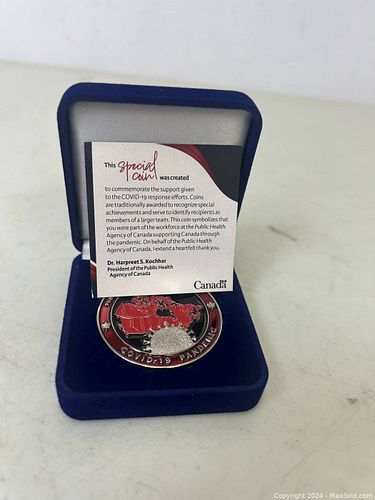 This special coin was created
to commemorate the support given
to the COVID-19 response efforts. Coins
are traditionally awarded to recognize special
achievements and serve to identify recipients as
members of a larger team. This coin symbolizes that
you were part of the workforce at the Public Health
Agency of Canada supporting Canada through
the pandemic. On behalf of the Public Health
Agency of Canada, I extend a heartfelt thank you.
Dr. Harpreet S. Kochhar
President of the Public Health
Agency of Canada
Canada
COVID-19 PANDEMIC
Copyright 2024 - MaxSold.com